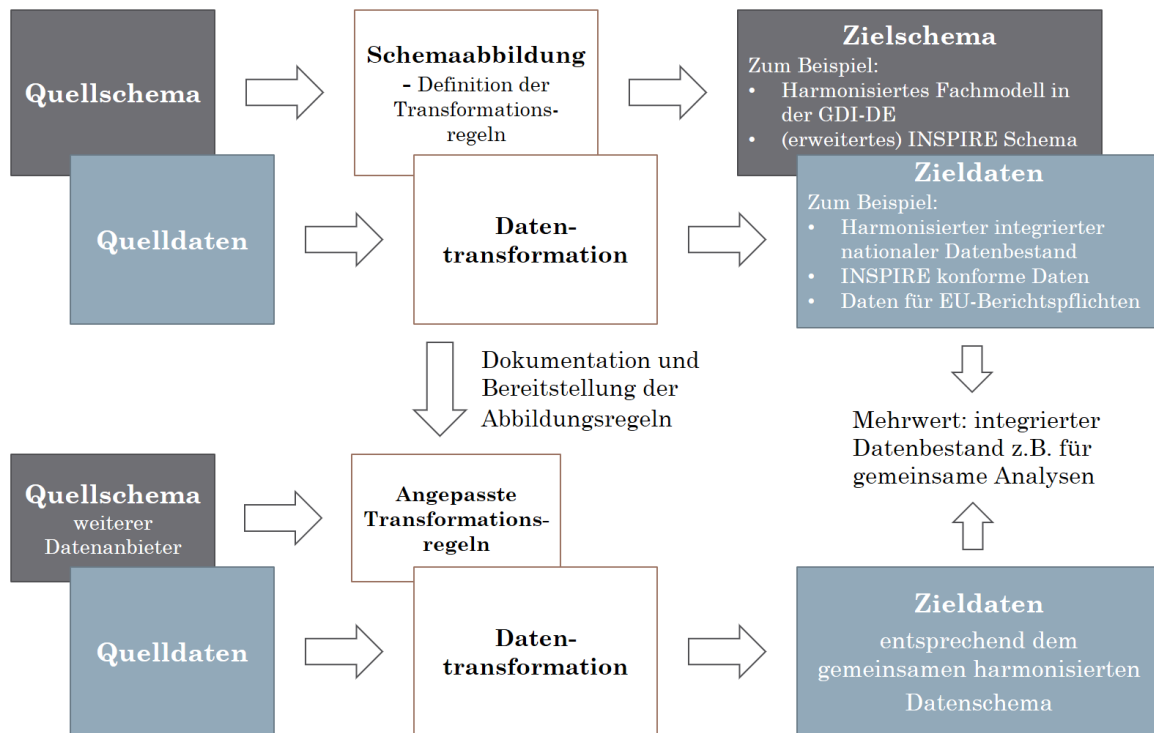 Quellschema
Schemaabbildung
– Definition der
Transformations-
regeln
Zielschema
Zum Beispiel:
• Harmonisiertes Fachmodell in
der GDI-DE
• (erweitertes) INSPIRE Schema
Quelldaten
Daten-
transformation
Zieldaten
Zum Beispiel:
• Harmonisierter integrierter
nationaler Datenbestand
• INSPIRE konforme Daten
• Daten für EU-Berichtspflichten
Dokumentation und
Bereitstellung der
Abbildungsregeln
Mehrwert: integrierter
Datenbestand z.B. für
gemeinsame Analysen
Quellschema
weiterer
Datenanbieter
Angepasste
Transformations-
regeln
Quelldaten
Daten-
transformation
Zieldaten
entsprechend dem
gemeinsamen harmonisierten
Datenschema